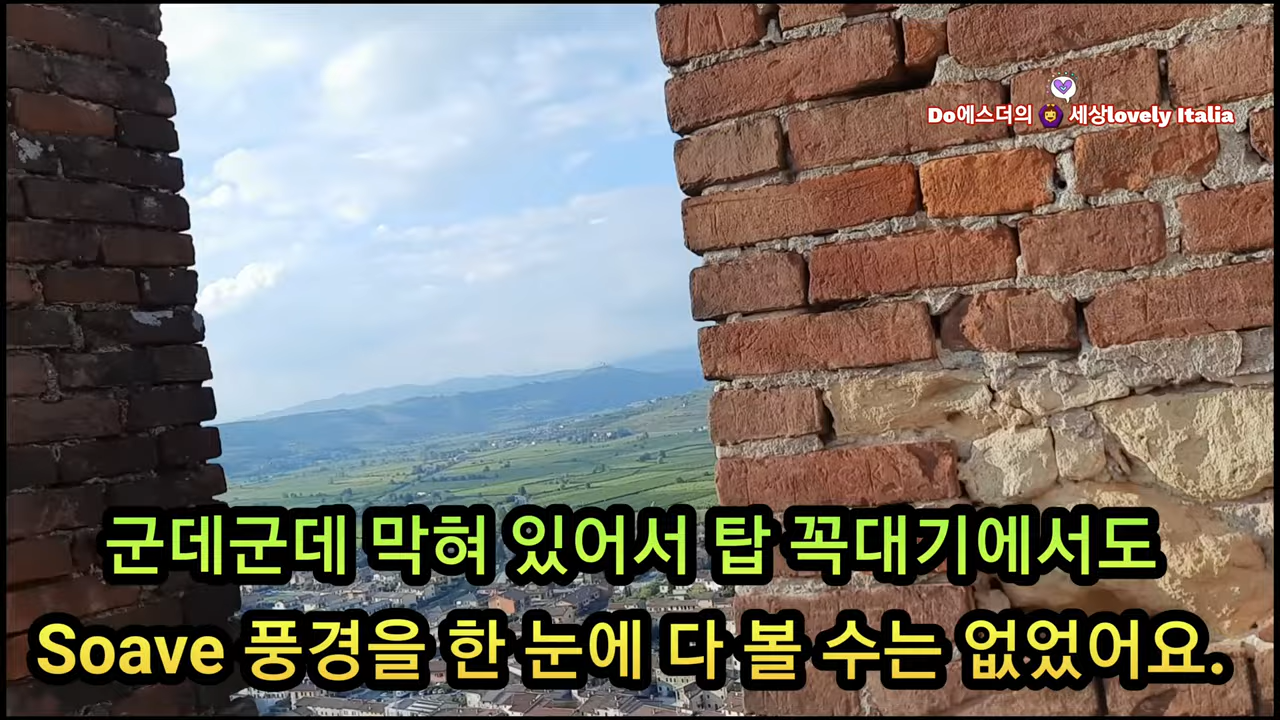 Do에스더의 🙆‍♀️ 세상lovely Italia
군데군데 막혀 있어서 탑 꼭대기에서도
Soave 풍경을 한 눈에 다 볼 수는 없었어요.